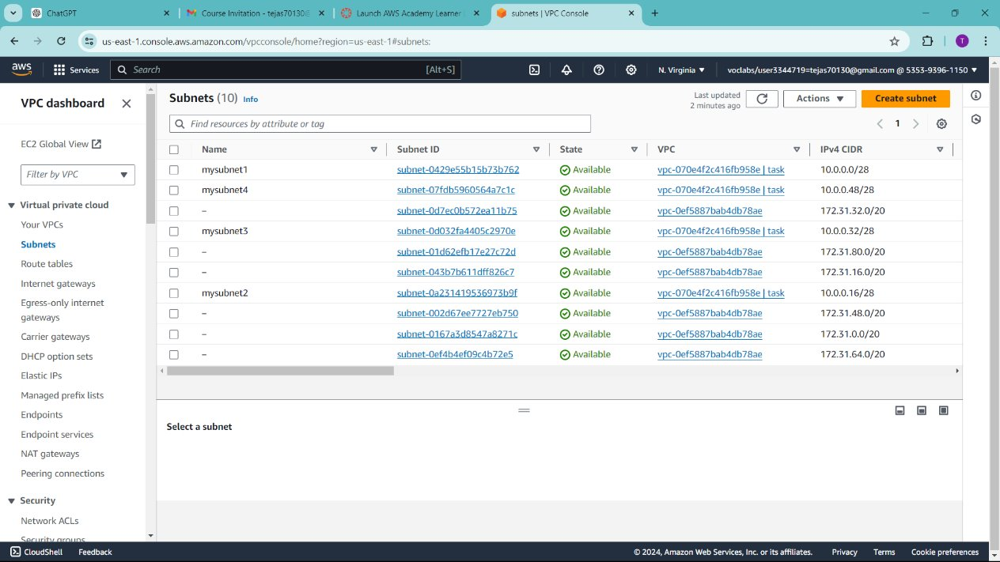 ChatGPT
Course Invitation - tejas70130@
Launch AWS Academy Learner
subnets | VPC Console
us-east-1.console.aws.amazon.com/vpcconsole/home?region=us-east-1#subnets:
T
aws
Services
Search
[Alt+S]
N. Virginia
voclabs/user3344719=tejas70130@gmail.com @ 5353-9396-1150
VPC dashboard
EC2 Global View
Filter by VPC
Virtual private cloud
Your VPCs
Subnets
Route tables
Internet gateways
Egress-only internet
gateways
Carrier gateways
DHCP option sets
Elastic IPs
Managed prefix lists
Endpoints
Endpoint services
NAT gateways
Peering connections
Security
Network ACLs
Security groups
Subnets (10) Info
Last updated
2 minutes ago
Actions
Create subnet
Find resources by attribute or tag
1
Name Subnet ID State VPC IPv4 CIDR
mysubnet1 subnet-0429e55b15b73b762 Available vpc-070e4f2c416fb958e | task 10.0.0.0/28
mysubnet4 subnet-07fdb5960564a7c1c Available vpc-070e4f2c416fb958e | task 10.0.0.48/28
– subnet-0d7ec0b572ea11b75 Available vpc-0ef5887bab4db78ae 172.31.32.0/20
mysubnet3 subnet-0d032fa4405c2970e Available vpc-070e4f2c416fb958e | task 10.0.0.32/28
– subnet-01d62efb17e27c72d Available vpc-0ef5887bab4db78ae 172.31.80.0/20
– subnet-043b7b611dff826c7 Available vpc-0ef5887bab4db78ae 172.31.16.0/20
mysubnet2 subnet-0a231419536973b9f Available vpc-070e4f2c416fb958e | task 10.0.0.16/28
– subnet-002d67ee7727eb750 Available vpc-0ef5887bab4db78ae 172.31.48.0/20
– subnet-0167a3d8547a8271c Available vpc-0ef5887bab4db78ae 172.31.0.0/20
– subnet-0ef4b4ef09c4b72e5 Available vpc-0ef5887bab4db78ae 172.31.64.0/20
Select a subnet
CloudShell
Feedback
© 2024, Amazon Web Services, Inc. or its affiliates.
Privacy
Terms
Cookie preferences